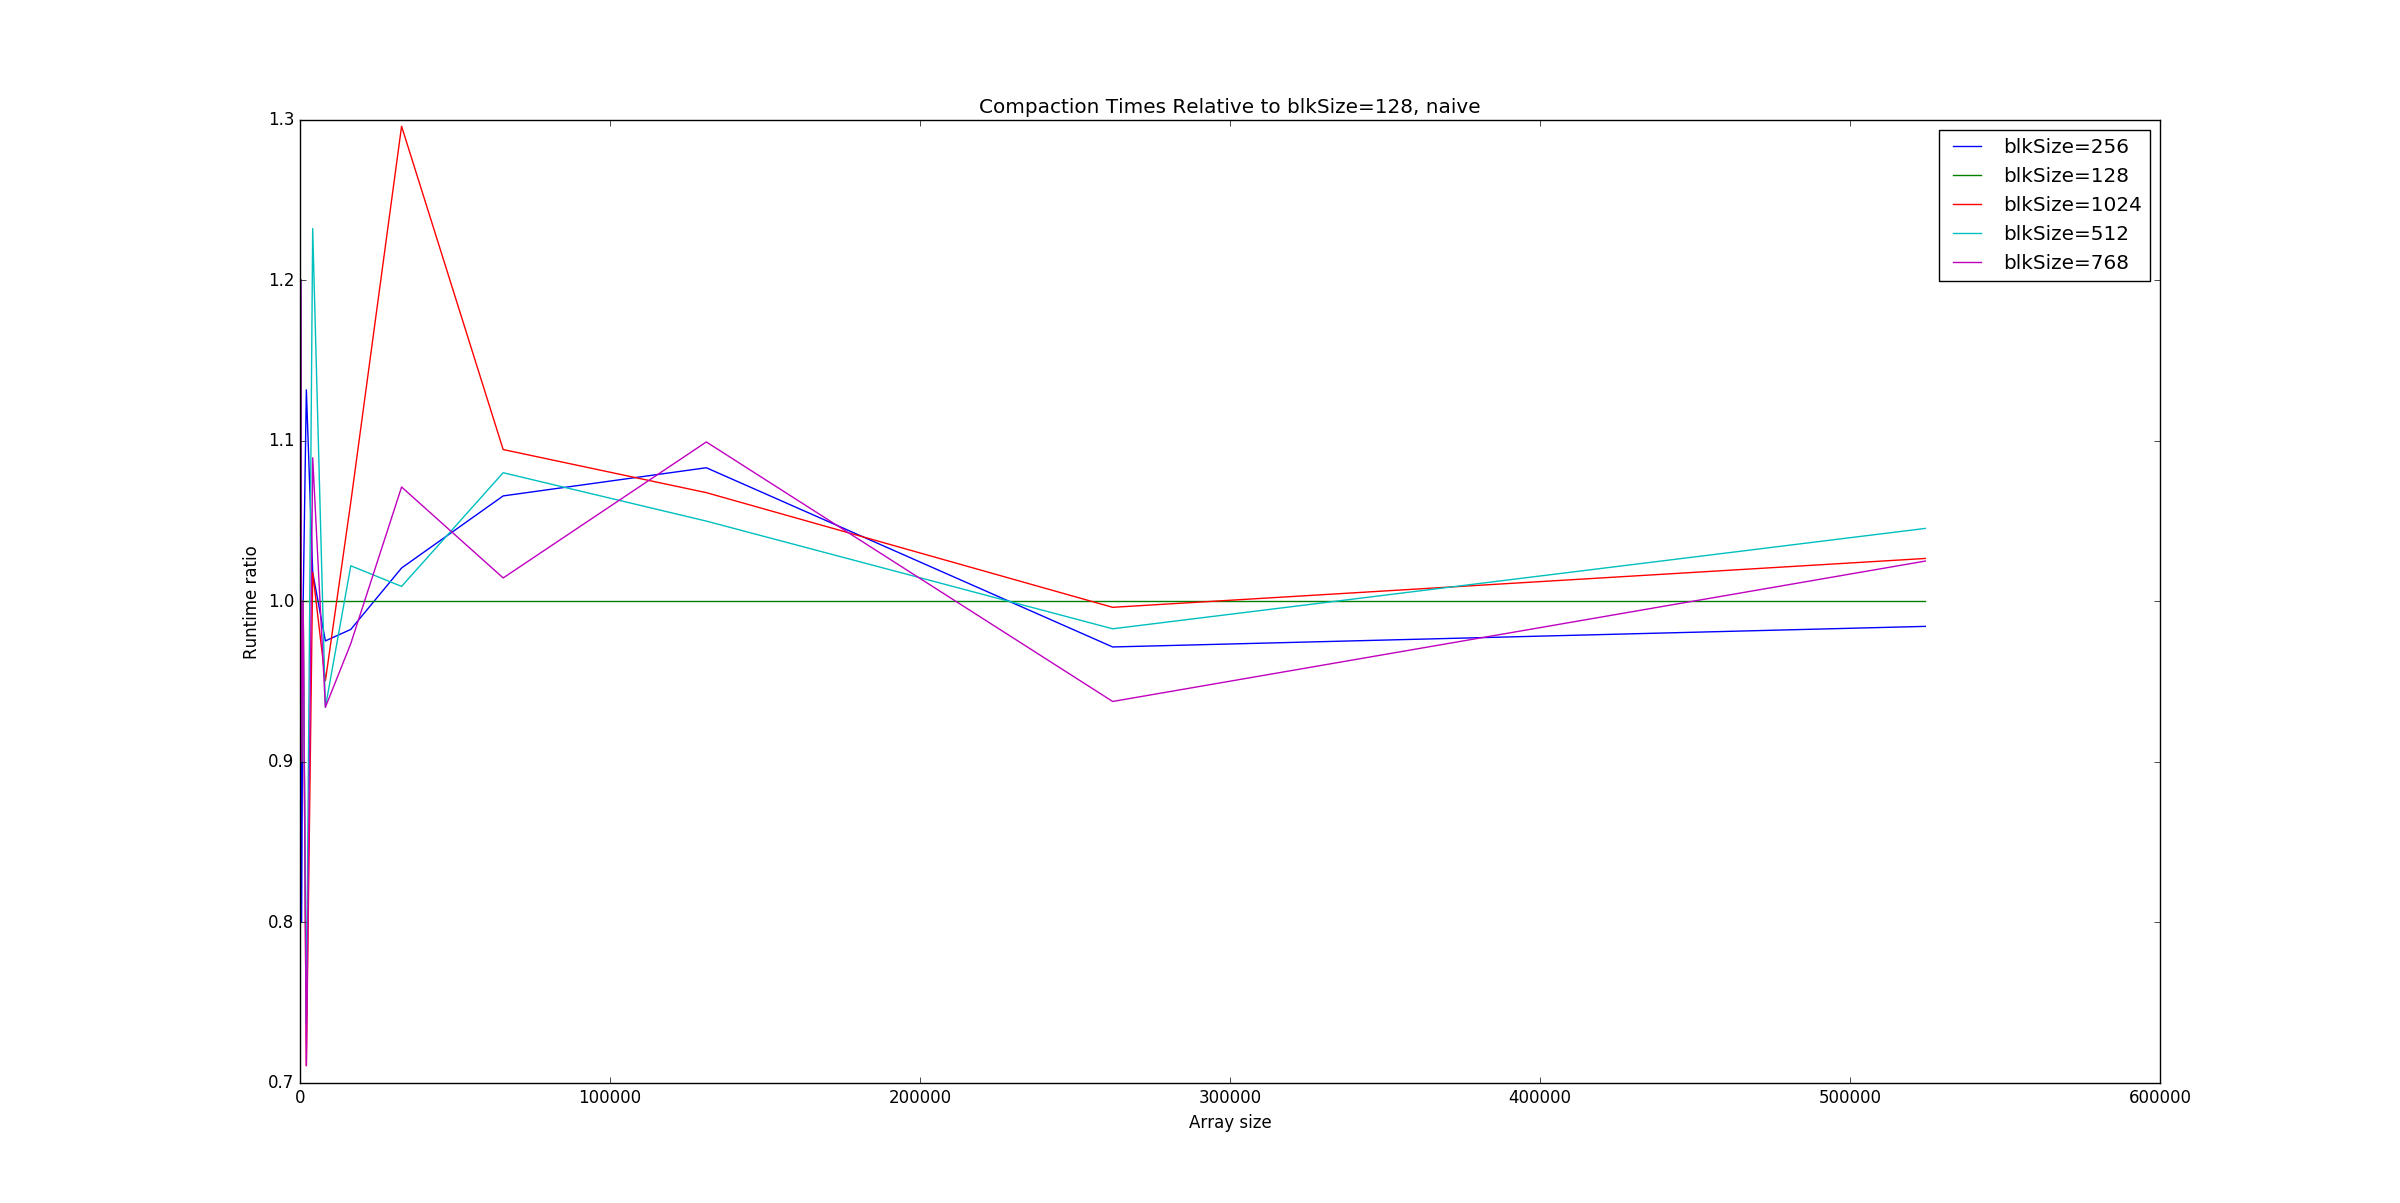 Compaction Times Relative to blkSize=128, naive
1.3
1.2
1.1
1.0
0.9
0.8
0.7
Runtime ratio
blkSize=256
blkSize=128
blkSize=1024
blkSize=512
blkSize=768
0 100000 200000 300000 400000 500000 600000
Array size